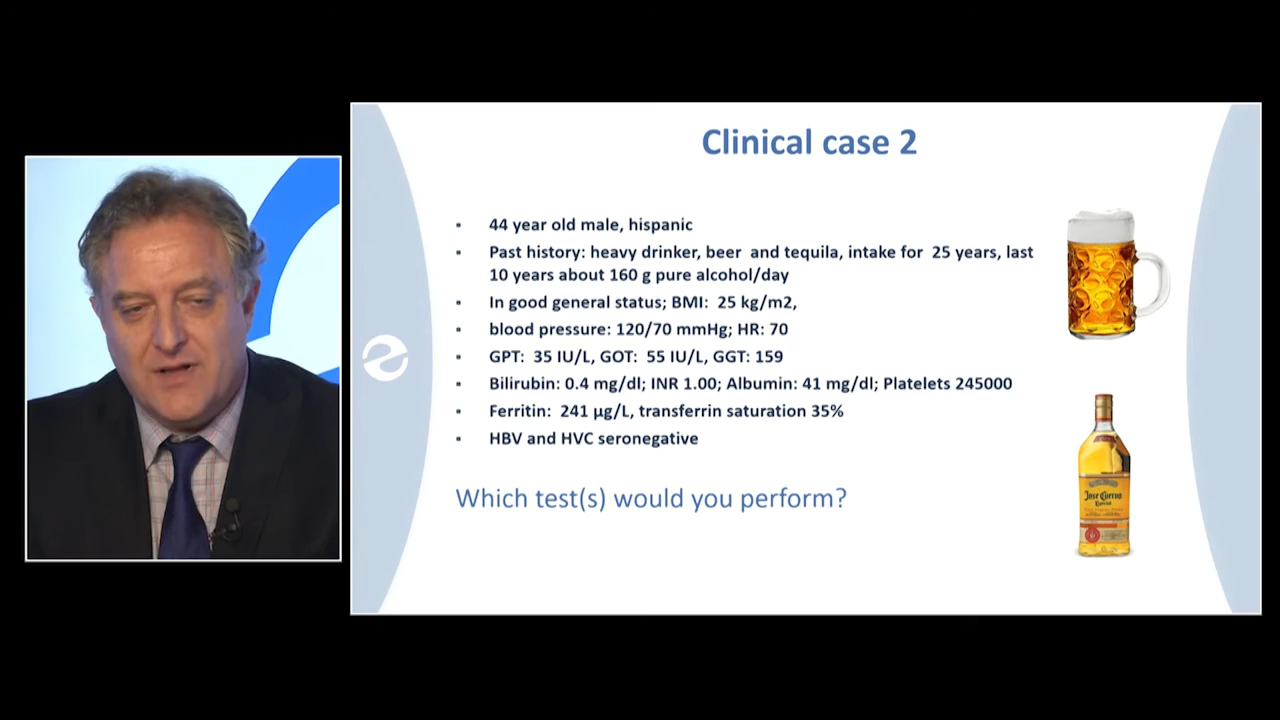 Clinical case 2
44 year old male, hispanic
Past history: heavy drinker, beer and tequila, intake for 25 years, last
10 years about 160 g pure alcohol/day
In good general status; BMI: 25 kg/m2,
blood pressure: 120/70 mmHg; HR: 70
GPT: 35 IU/L, GOT: 55 IU/L, GGT: 159
Bilirubin: 0.4 mg/dl; INR 1.00; Albumin: 41 mg/dl; Platelets 245000
Ferritin: 241 µg/L, transferrin saturation 35%
HBV and HVC seronegative
Which test(s) would you perform?
Jose Cuervo
Especial